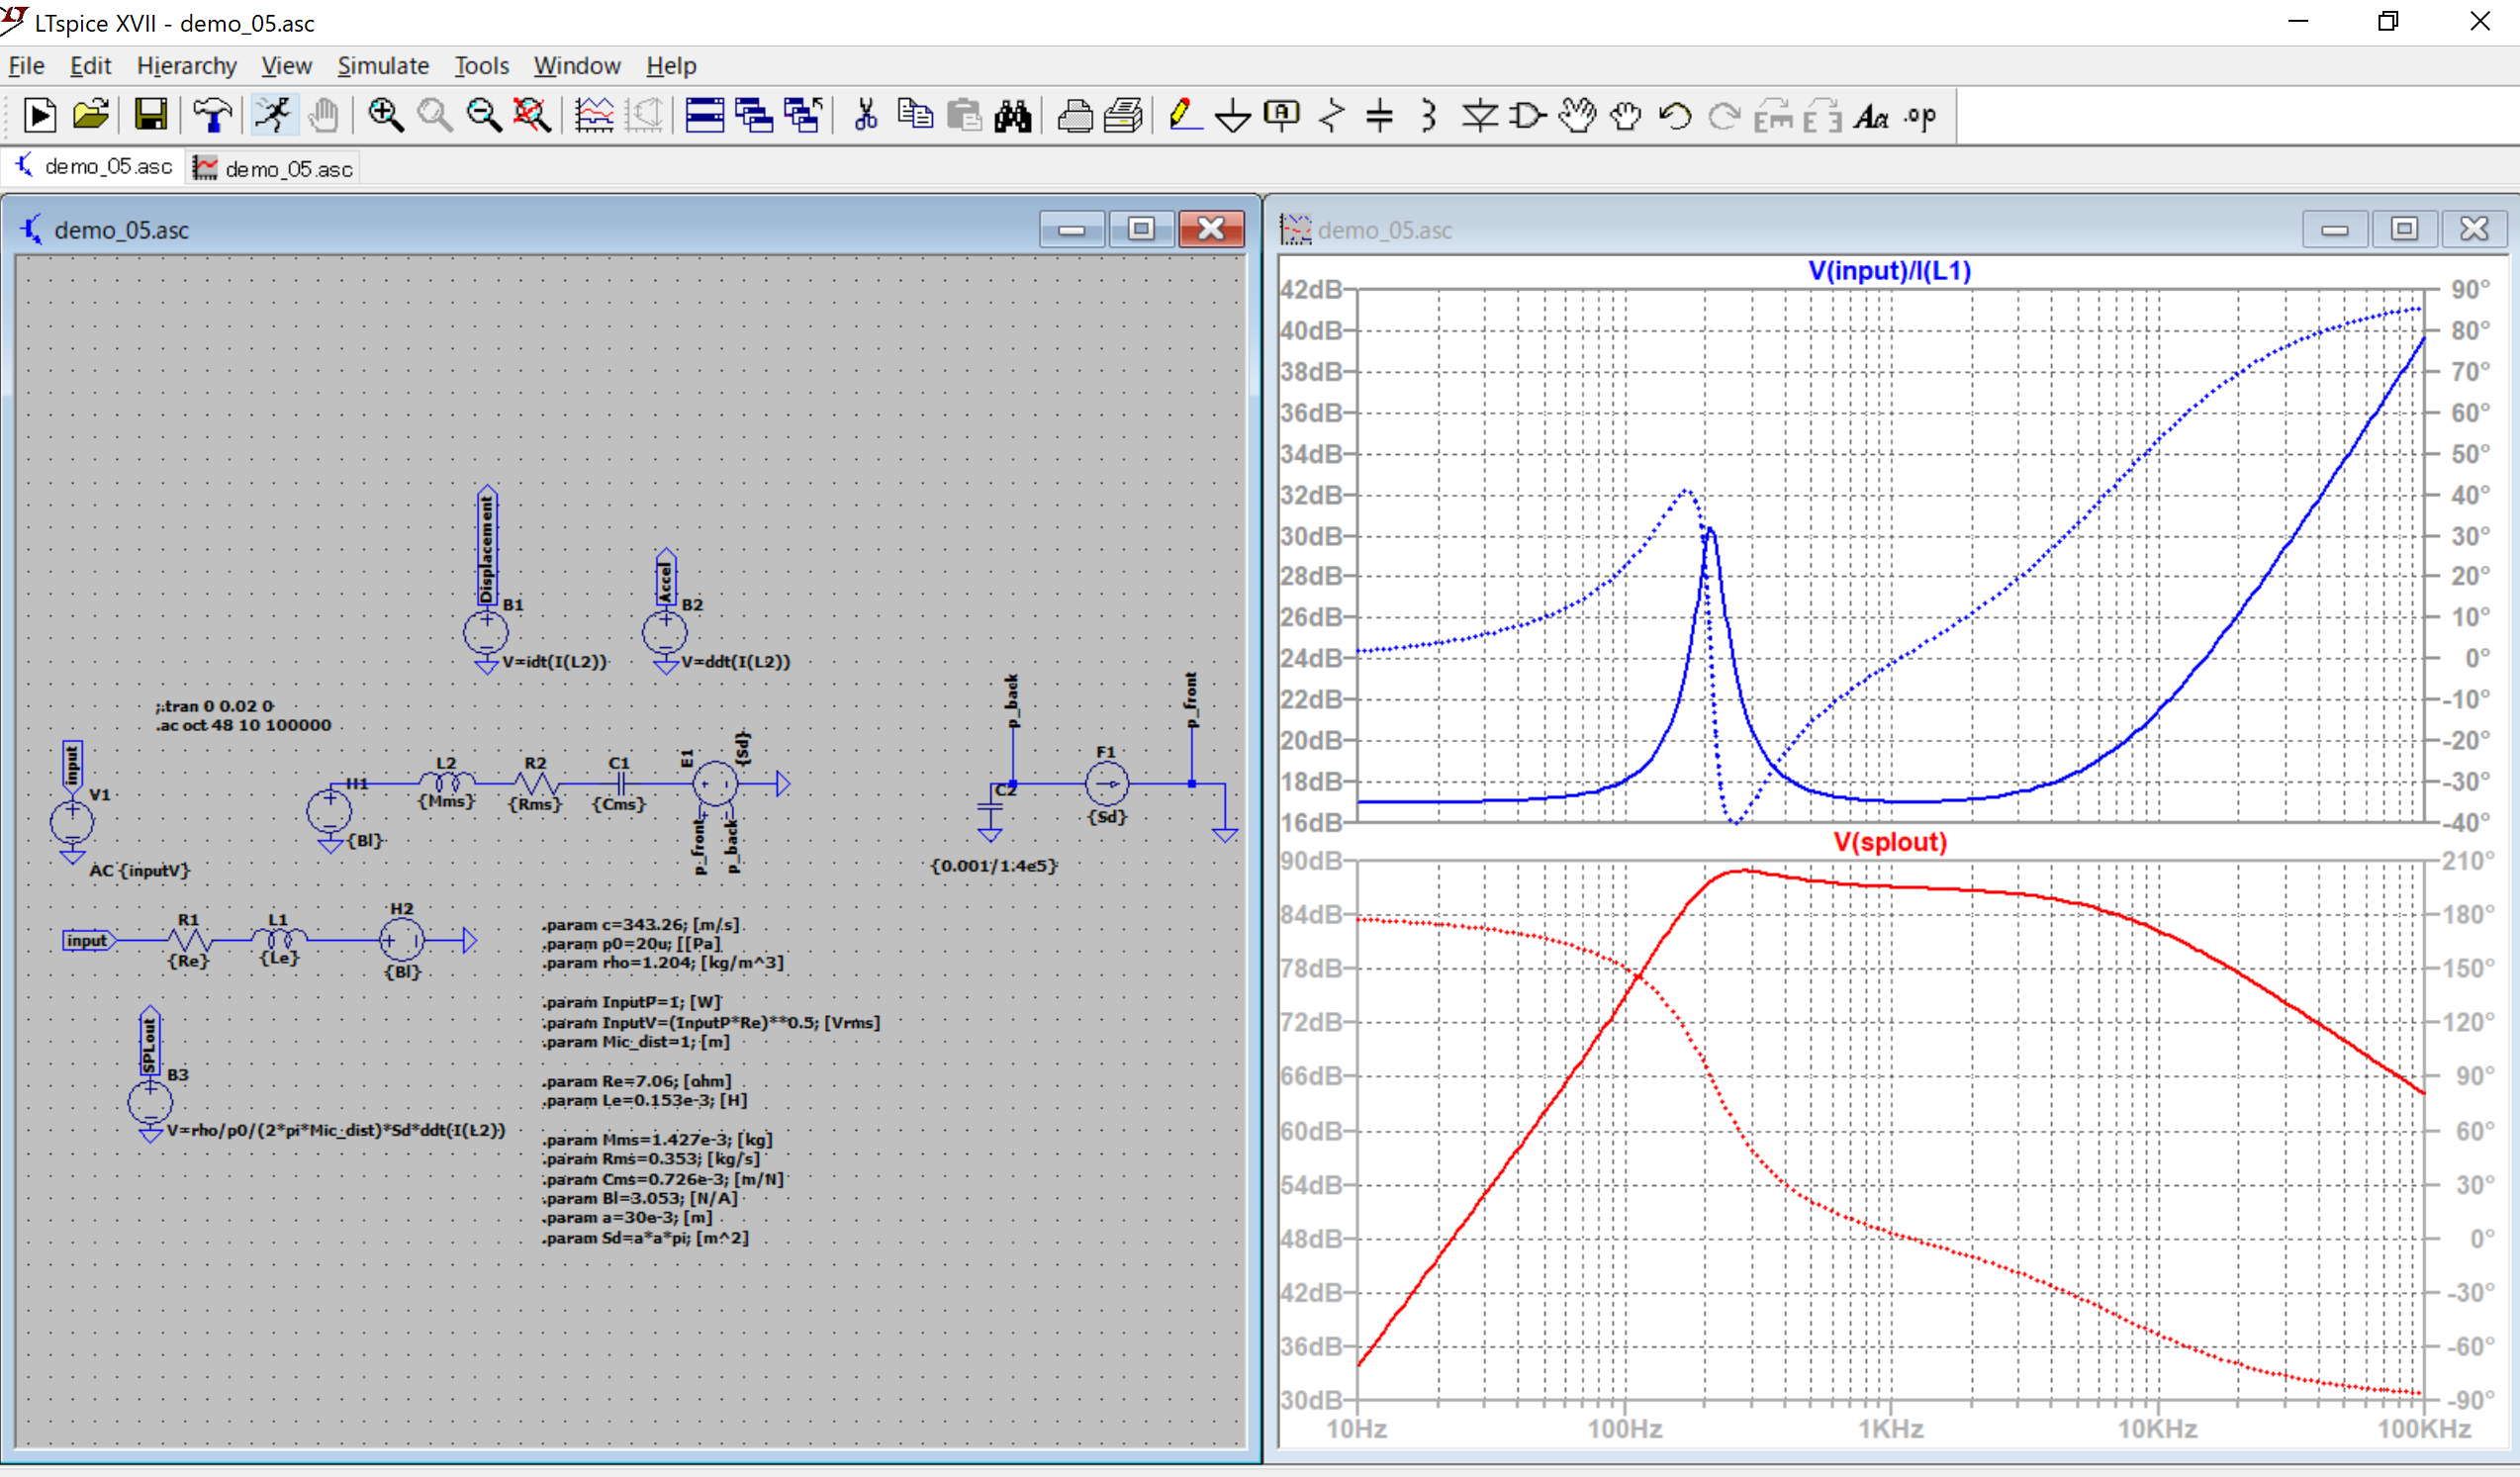 LTspice XVII - demo_05.asc
File Edit Hierarchy View Simulate Tools Window Help
A Aa .op
demo_05.asc demo_05.asc
demo_05.asc
Displacement
B1
V=idt(I(L2))
Accel
B2
V=ddt(I(L2))
;.tran 0 0.02 0
.ac oct 48 10 100000
input
V1
AC {inputV}
H1
{Bl}
L2
{Mms}
R2
{Rms}
C1
{Cms}
E1
{Sd}
p_front
p_back
p_back
C2
{0.001/1.4e5}
F1
{Sd}
p_front
input
R1
{Re}
L1
{Le}
H2
{Bl}
SPLout
B3
V=rho/p0/(2*pi*Mic_dist)*Sd*ddt(I(L2))
.param c=343.26; [m/s]
.param p0=20u; [[Pa]
.param rho=1.204; [kg/m^3]
.param InputP=1; [W]
.param InputV=(InputP*Re)**0.5; [Vrms]
.param Mic_dist=1; [m]
.param Re=7.06; [ohm]
.param Le=0.153e-3; [H]
.param Mms=1.427e-3; [kg]
.param Rms=0.353; [kg/s]
.param Cms=0.726e-3; [m/N]
.param Bl=3.053; [N/A]
.param a=30e-3; [m]
.param Sd=a*a*pi; [m^2]
demo_05.asc
V(input)/I(L1)
42dB 90°
40dB 80°
38dB 70°
36dB 60°
34dB 50°
32dB 40°
30dB 30°
28dB 20°
26dB 10°
24dB 0°
22dB -10°
20dB -20°
18dB -30°
16dB -40°
V(splout)
90dB 210°
84dB 180°
78dB 150°
72dB 120°
66dB 90°
60dB 60°
54dB 30°
48dB 0°
42dB -30°
36dB -60°
30dB -90°
10Hz 100Hz 1KHz 10KHz 100KHz